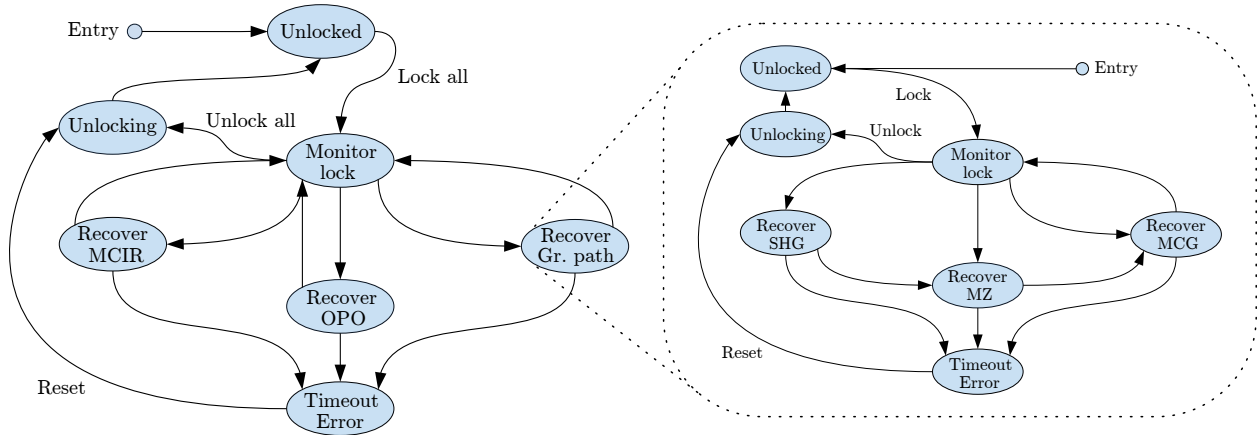 Entry
Unlocked
Lock all
Unlocking
Unlock all
Monitor
lock
Recover
MCIR
Recover
Gr. path
Recover
OPO
Reset
Timeout
Error
Unlocked
Entry
Lock
Unlocking
Unlock
Monitor
lock
Recover
SHG
Recover
MCG
Recover
MZ
Reset
Timeout
Error